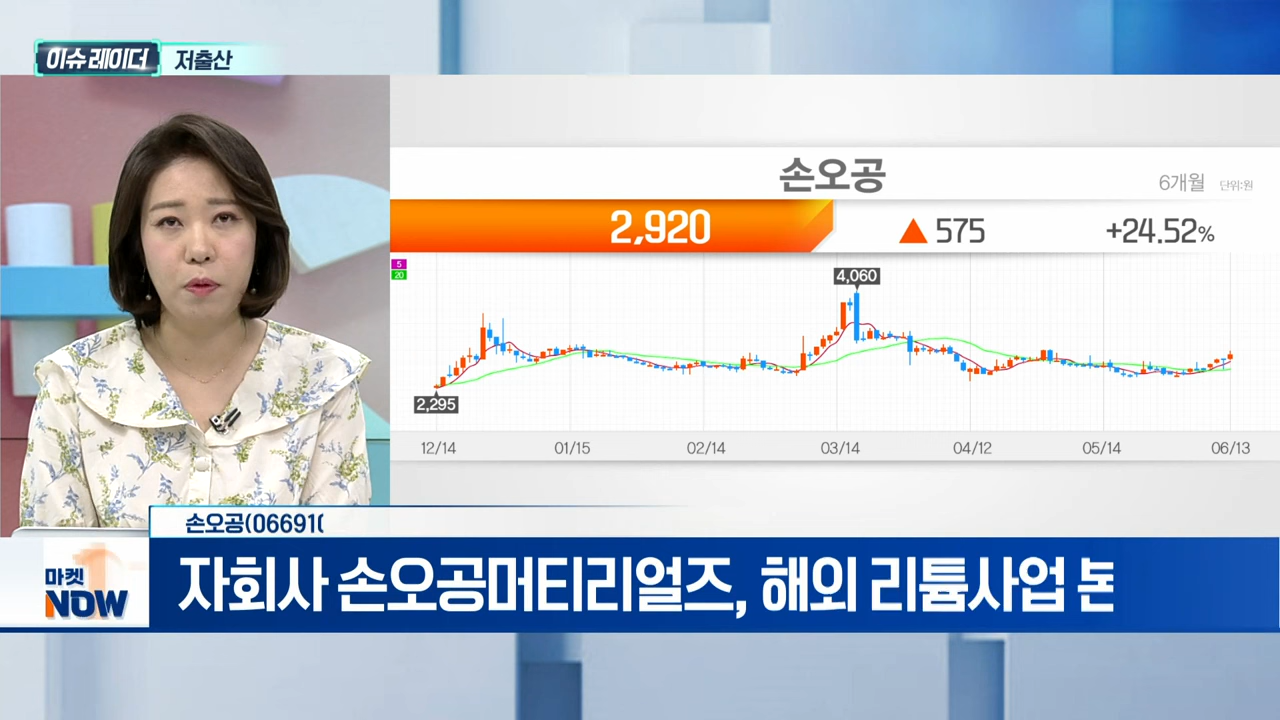 이슈 레이더 저출산
손오공
6개월 단위:원
2,920 ▲ 575 +24.52%
5
20
4,060
2,295
12/14 01/15 02/14 03/14 04/12 05/14 06/13
손오공(06691(
마켓
NOW
자회사 손오공머티리얼즈, 해외 리튬사업 논